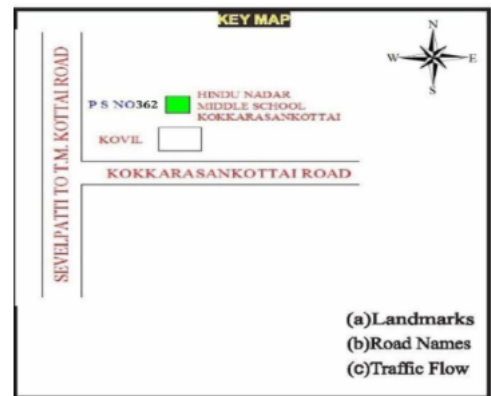 KEY MAP
N
W
E
S
P S NO362
HINDU NADAR
MIDDLE SCHOOL
KOKKARASANKOTTAI
KOVIL
KOKKARASANKOTTAI ROAD
SEVELPATTI TO T.M. KOTTAI ROAD
(a)Landmarks
(b)Road Names
(c)Traffic Flow